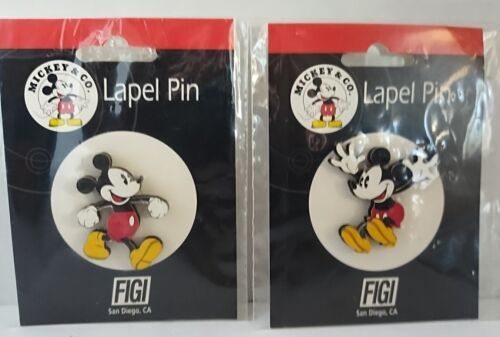 MICKEY & CO.
Lapel Pin
FIGI
San Diego, CA
MICKEY & CO.
Lapel Pin
FIGI
San Diego, CA